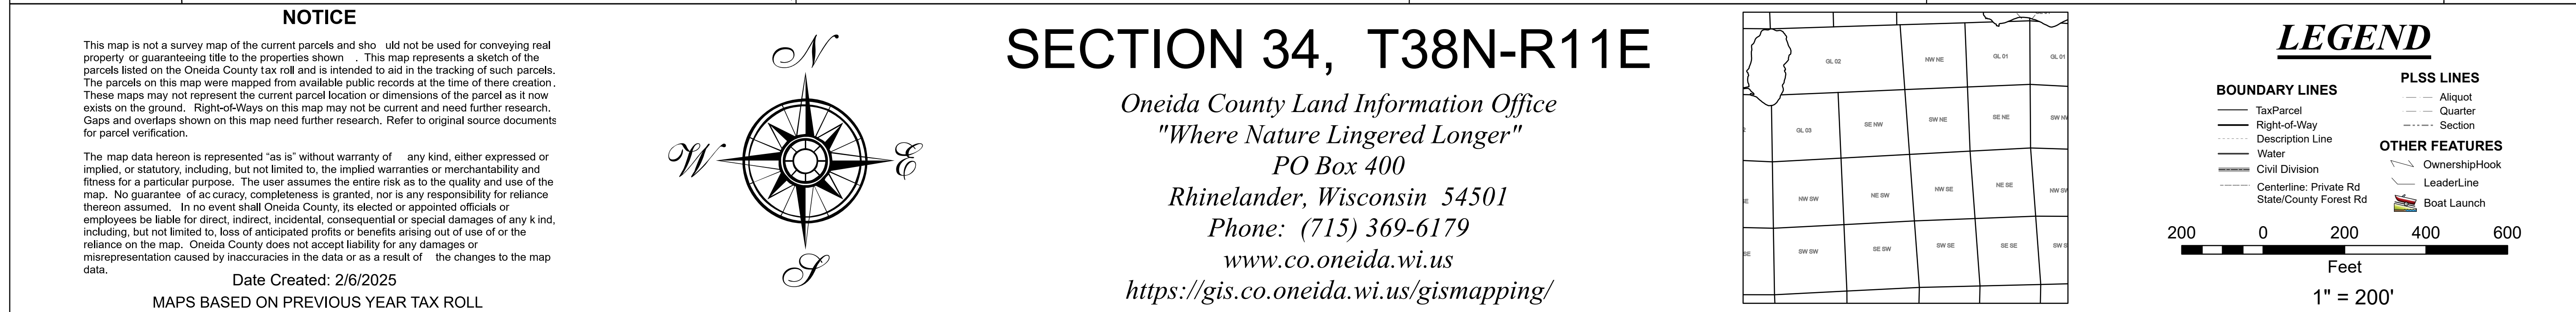 NOTICE
This map is not a survey map of the current parcels and sho uld not be used for conveying real
property or guaranteeing title to the properties shown . This map represents a sketch of the
parcels listed on the Oneida County tax roll and is intended to aid in the tracking of such parcels.
The parcels on this map were mapped from available public records at the time of there creation.
These maps may not represent the current parcel location or dimensions of the parcel as it now
exists on the ground. Right-of-Ways on this map may not be current and need further research.
Gaps and overlaps shown on this map need further research. Refer to original source documents
for parcel verification.
The map data hereon is represented “as is” without warranty of any kind, either expressed or
implied, or statutory, including, but not limited to, the implied warranties or merchantability and
fitness for a particular purpose. The user assumes the entire risk as to the quality and use of the
map. No guarantee of ac curacy, completeness is granted, nor is any responsibility for reliance
thereon assumed. In no event shall Oneida County, its elected or appointed officials or
employees be liable for direct, indirect, incidental, consequential or special damages of any k ind,
including, but not limited to, loss of anticipated profits or benefits arising out of use of or the
reliance on the map. Oneida County does not accept liability for any damages or
misrepresentation caused by inaccuracies in the data or as a result of the changes to the map
data.
Date Created: 2/6/2025
MAPS BASED ON PREVIOUS YEAR TAX ROLL
N
W
E
S
SECTION 34, T38N-R11E
Oneida County Land Information Office
"Where Nature Lingered Longer"
PO Box 400
Rhinelander, Wisconsin 54501
Phone: (715) 369-6179
www.co.oneida.wi.us
https://gis.co.oneida.wi.us/gismapping/
GL 02
NW NE
GL 01
GL 01
GL 03
SE NW
SW NE
SE NE
SW NW
NW SW
NE SW
NW SE
NE SE
NW SW
SW SW
SE SW
SW SE
SE SE
SW S
SE
SE
LEGEND
BOUNDARY LINES
TaxParcel
Right-of-Way
Description Line
Water
Civil Division
Centerline: Private Rd
State/County Forest Rd
PLSS LINES
Aliquot
Quarter
Section
OTHER FEATURES
OwnershipHook
LeaderLine
Boat Launch
200 0 200 400 600
Feet
1" = 200'